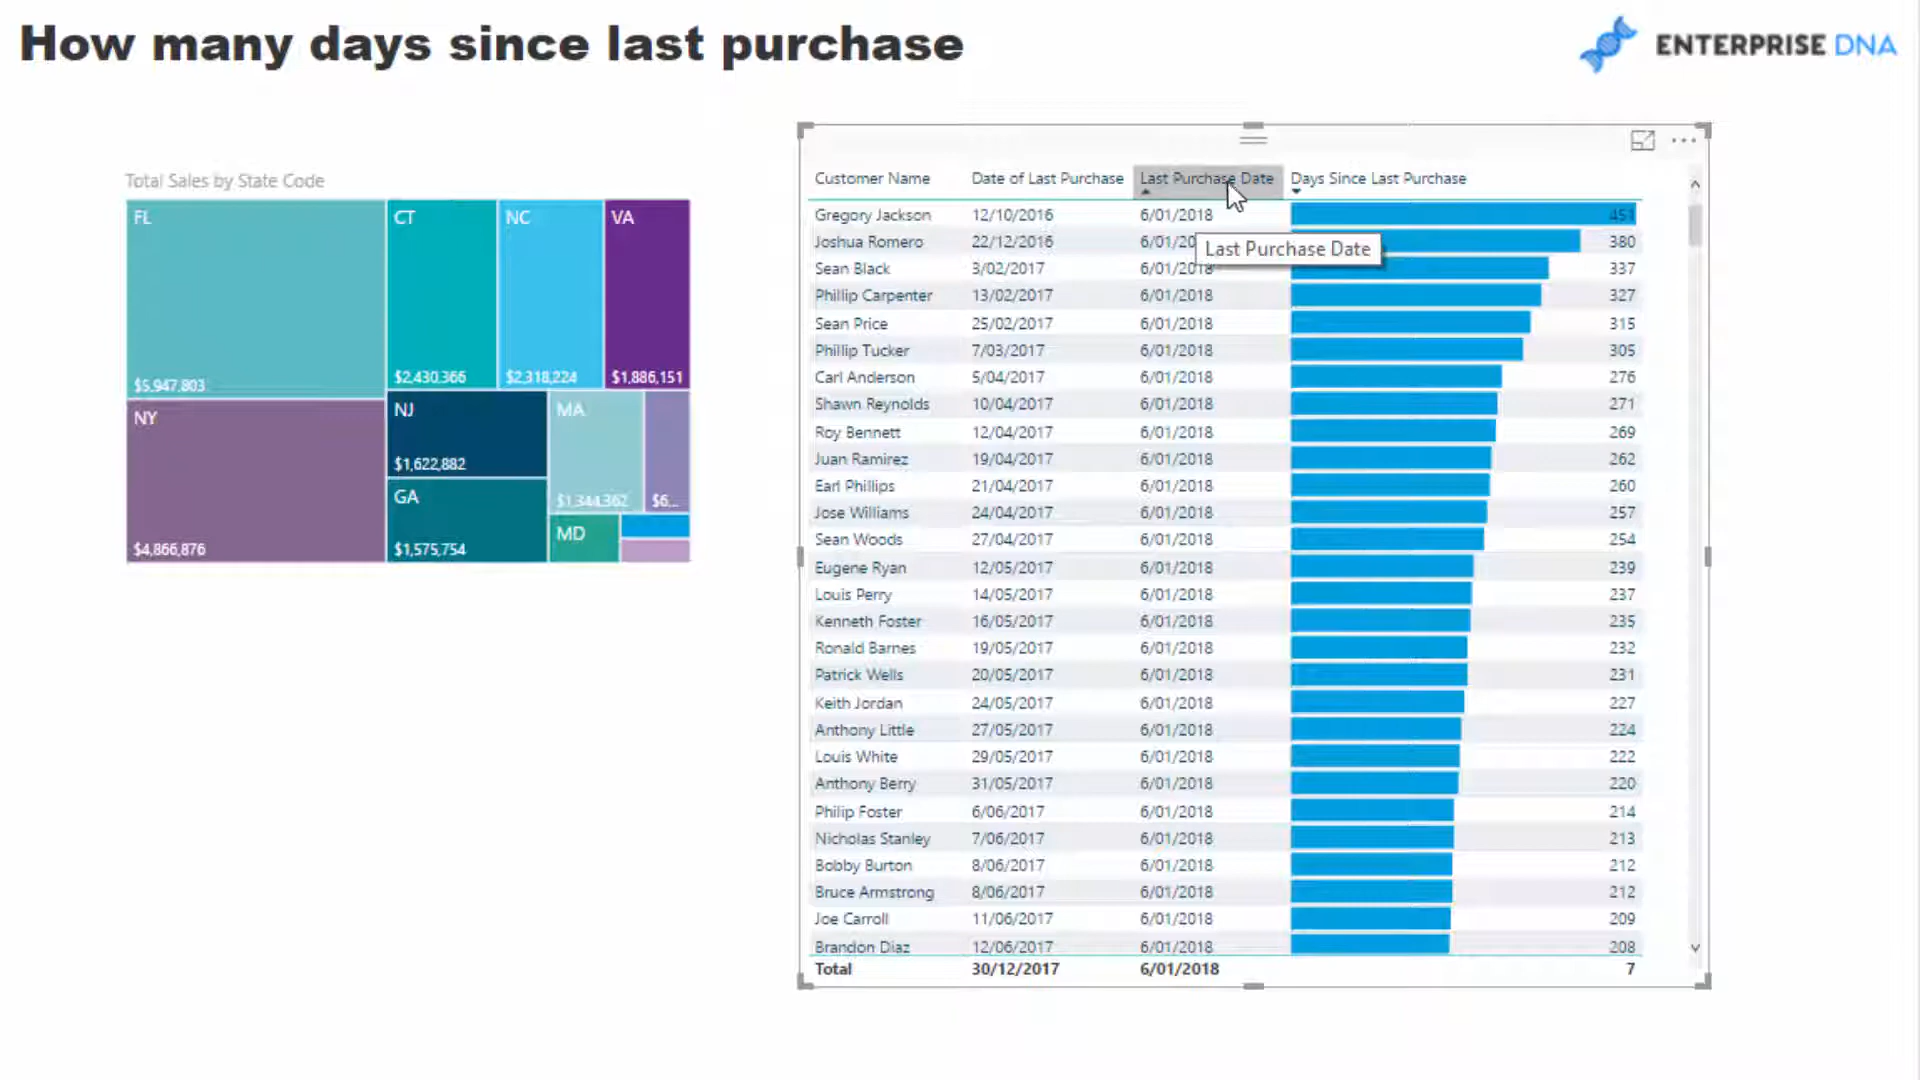 How many days since last purchase
ENTERPRISE DNA
Total Sales by State Code
FL
$5,947,803
CT
$2,430,366
NC
$2,318,224
VA
$1,886,151
NY
$4,866,876
NJ
$1,622,882
GA
$1,575,754
MA
$1,344,362
$6...
MD
Customer Name Date of Last Purchase Last Purchase Date Days Since Last Purchase
Gregory Jackson 12/10/2016 6/01/2018 451
Joshua Romero 22/12/2016 6/01/20 380
Last Purchase Date
Sean Black 3/02/2017 6/01/2018 337
Phillip Carpenter 13/02/2017 6/01/2018 327
Sean Price 25/02/2017 6/01/2018 315
Phillip Tucker 7/03/2017 6/01/2018 305
Carl Anderson 5/04/2017 6/01/2018 276
Shawn Reynolds 10/04/2017 6/01/2018 271
Roy Bennett 12/04/2017 6/01/2018 269
Juan Ramirez 19/04/2017 6/01/2018 262
Earl Phillips 21/04/2017 6/01/2018 260
Jose Williams 24/04/2017 6/01/2018 257
Sean Woods 27/04/2017 6/01/2018 254
Eugene Ryan 12/05/2017 6/01/2018 239
Louis Perry 14/05/2017 6/01/2018 237
Kenneth Foster 16/05/2017 6/01/2018 235
Ronald Barnes 19/05/2017 6/01/2018 232
Patrick Wells 20/05/2017 6/01/2018 231
Keith Jordan 24/05/2017 6/01/2018 227
Anthony Little 27/05/2017 6/01/2018 224
Louis White 29/05/2017 6/01/2018 222
Anthony Berry 31/05/2017 6/01/2018 220
Philip Foster 6/06/2017 6/01/2018 214
Nicholas Stanley 7/06/2017 6/01/2018 213
Bobby Burton 8/06/2017 6/01/2018 212
Bruce Armstrong 8/06/2017 6/01/2018 212
Joe Carroll 11/06/2017 6/01/2018 209
Brandon Diaz 12/06/2017 6/01/2018 208
Total 30/12/2017 6/01/2018 7